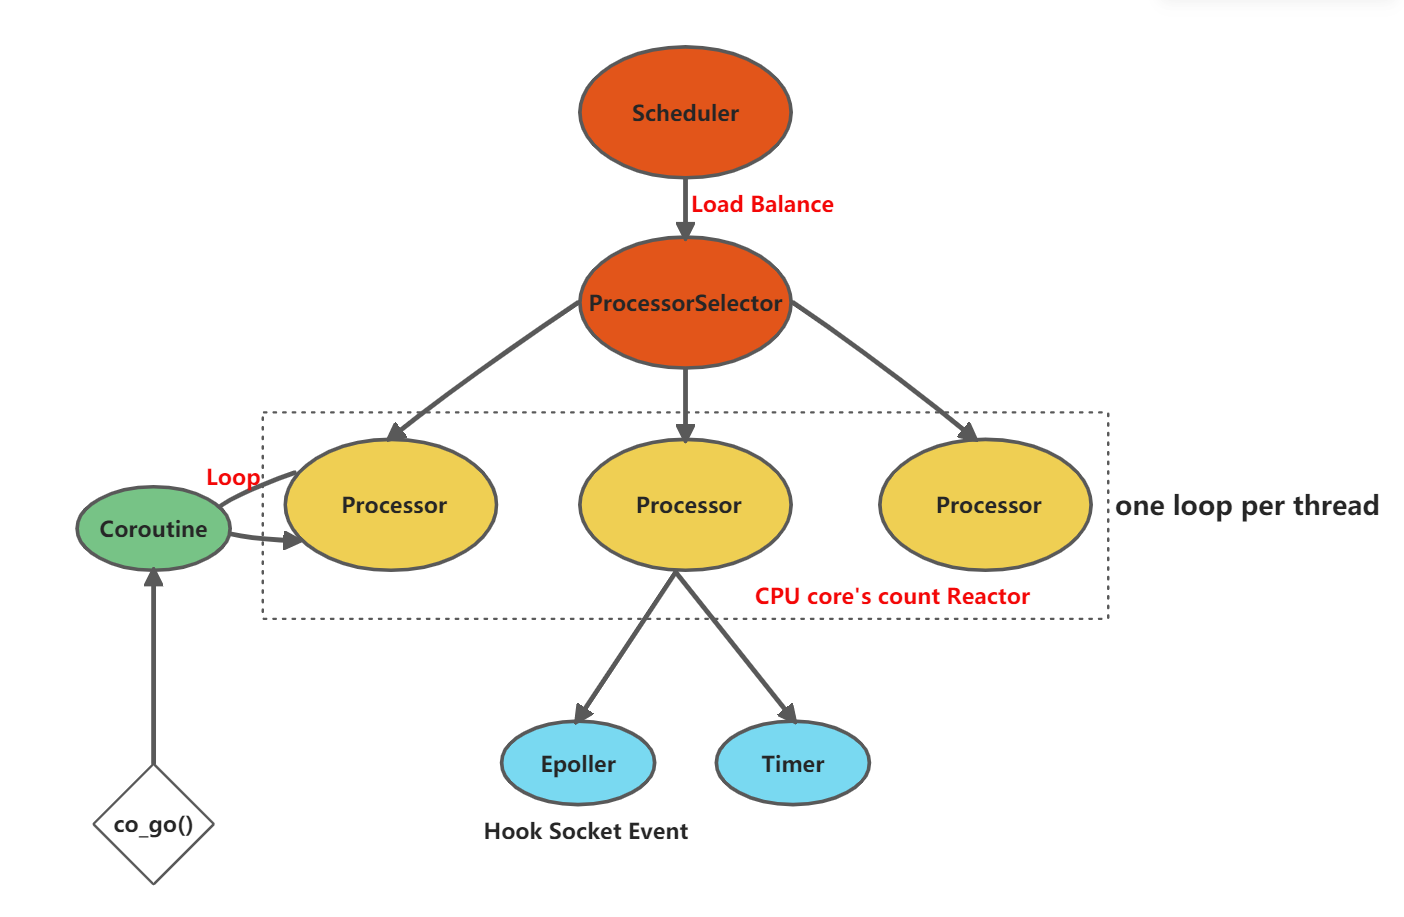 Scheduler
Load Balance
ProcessorSelector
Loop
Coroutine
Processor
Processor
Processor
one loop per thread
CPU core's count Reactor
Epoller
Timer
co_go()
Hook Socket Event